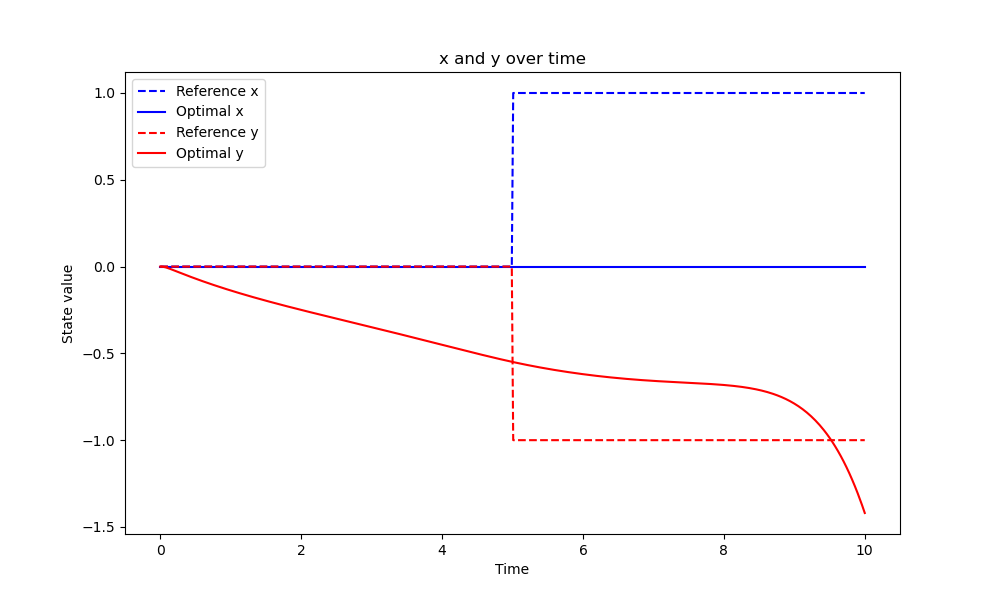 x and y over time
Reference x
Optimal x
Reference y
Optimal y
1.0
0.5
0.0
−0.5
−1.0
−1.5
State value
0 2 4 6 8 10
Time